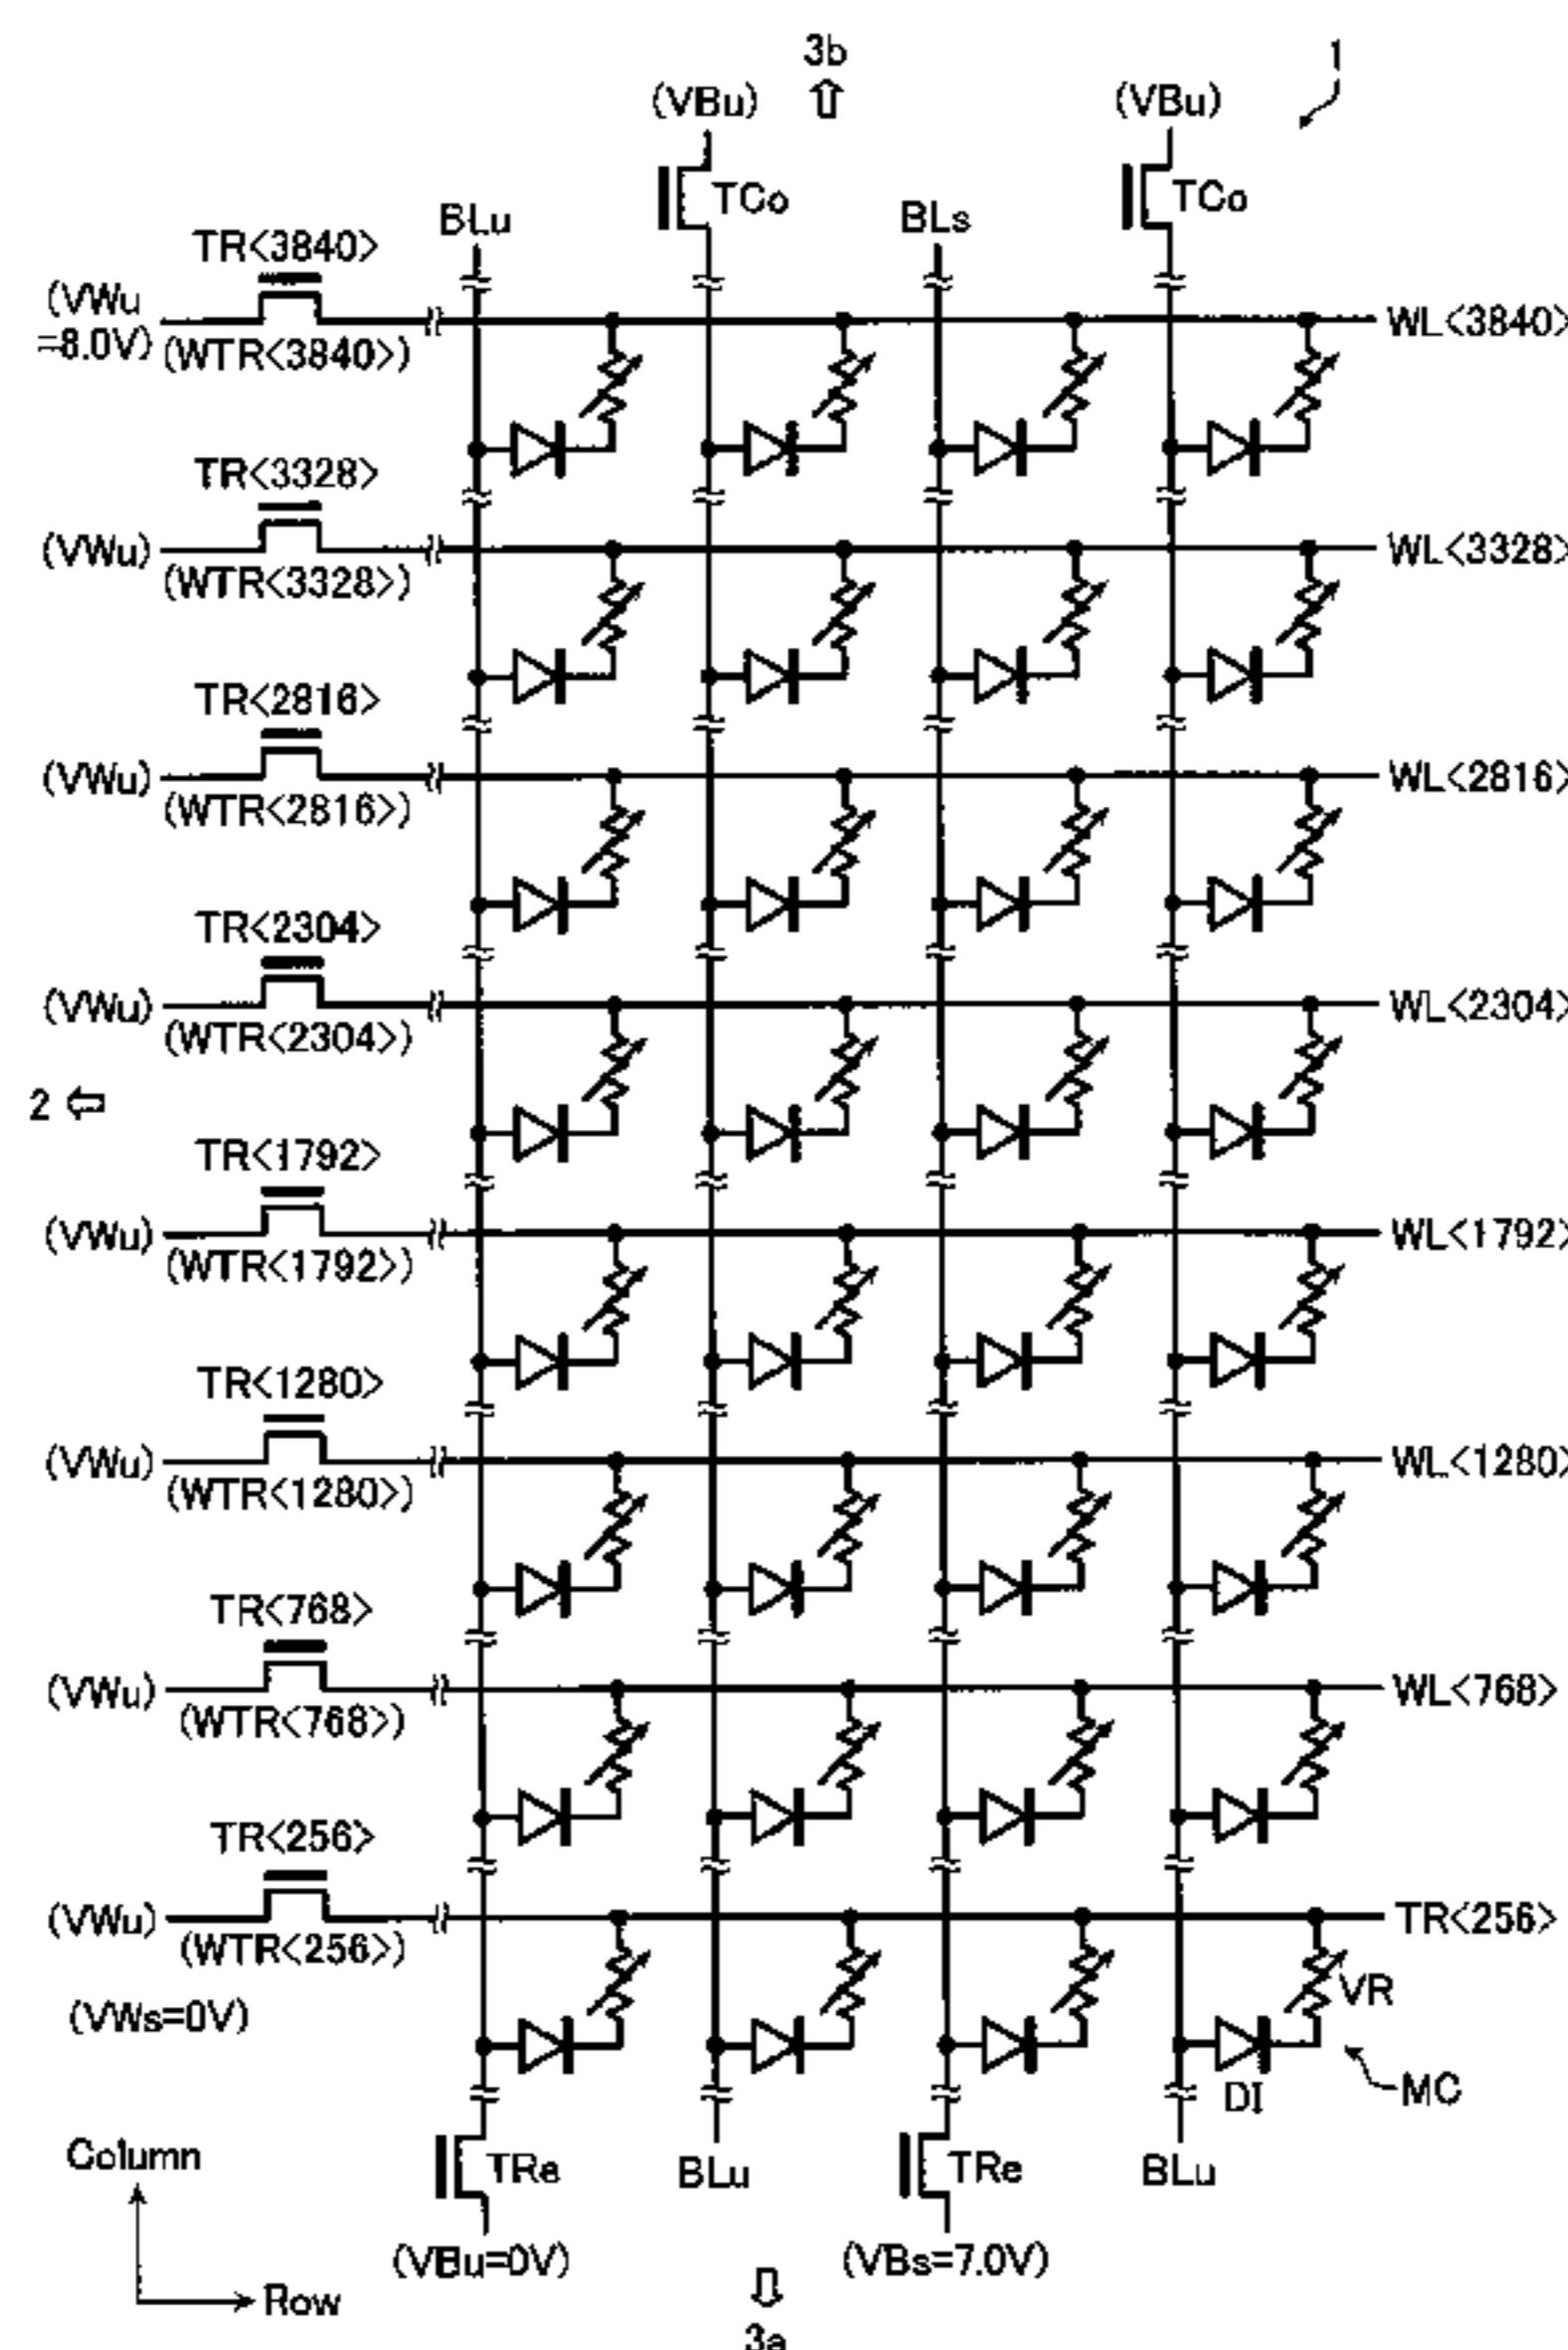 3b
1
(VBu)
(VBu)
TCo
TCo
BLu
BLs
TR<3840>
(VWu
=8.0V)
(WTR<3840>)
WL<3840>
TR<3328>
(VWu)
(WTR<3328>)
WL<3328>
TR<2816>
(VWu)
(WTR<2816>)
WL<2816>
TR<2304>
(VWu)
(WTR<2304>)
WL<2304>
2
TR<1792>
(VWu)
(WTR<1792>)
WL<1792>
TR<1280>
(VWu)
(WTR<1280>)
WL<1280>
TR<768>
(VWu)
(WTR<768>)
WL<768>
TR<256>
(VWu)
(WTR<256>)
TR<256>
(VWs=0V)
VR
DI
MC
Column
Row
TRe
BLu
TRe
BLu
(VBu=0V)
(VBs=7.0V)
3a